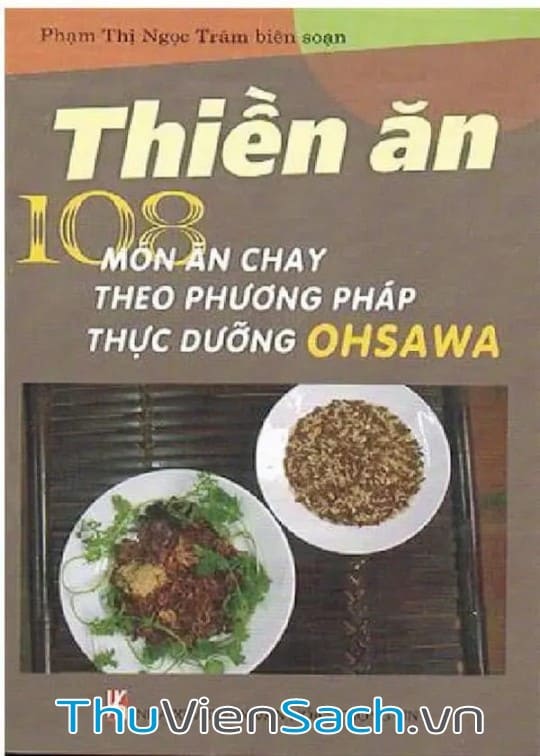 Phạm Thị Ngọc Trâm biên soạn
Thiền ăn
108
MÓN ĂN CHAY
THEO PHƯƠNG PHÁP
THỰC DƯỠNG OHSAWA
ThuVienSach.vn